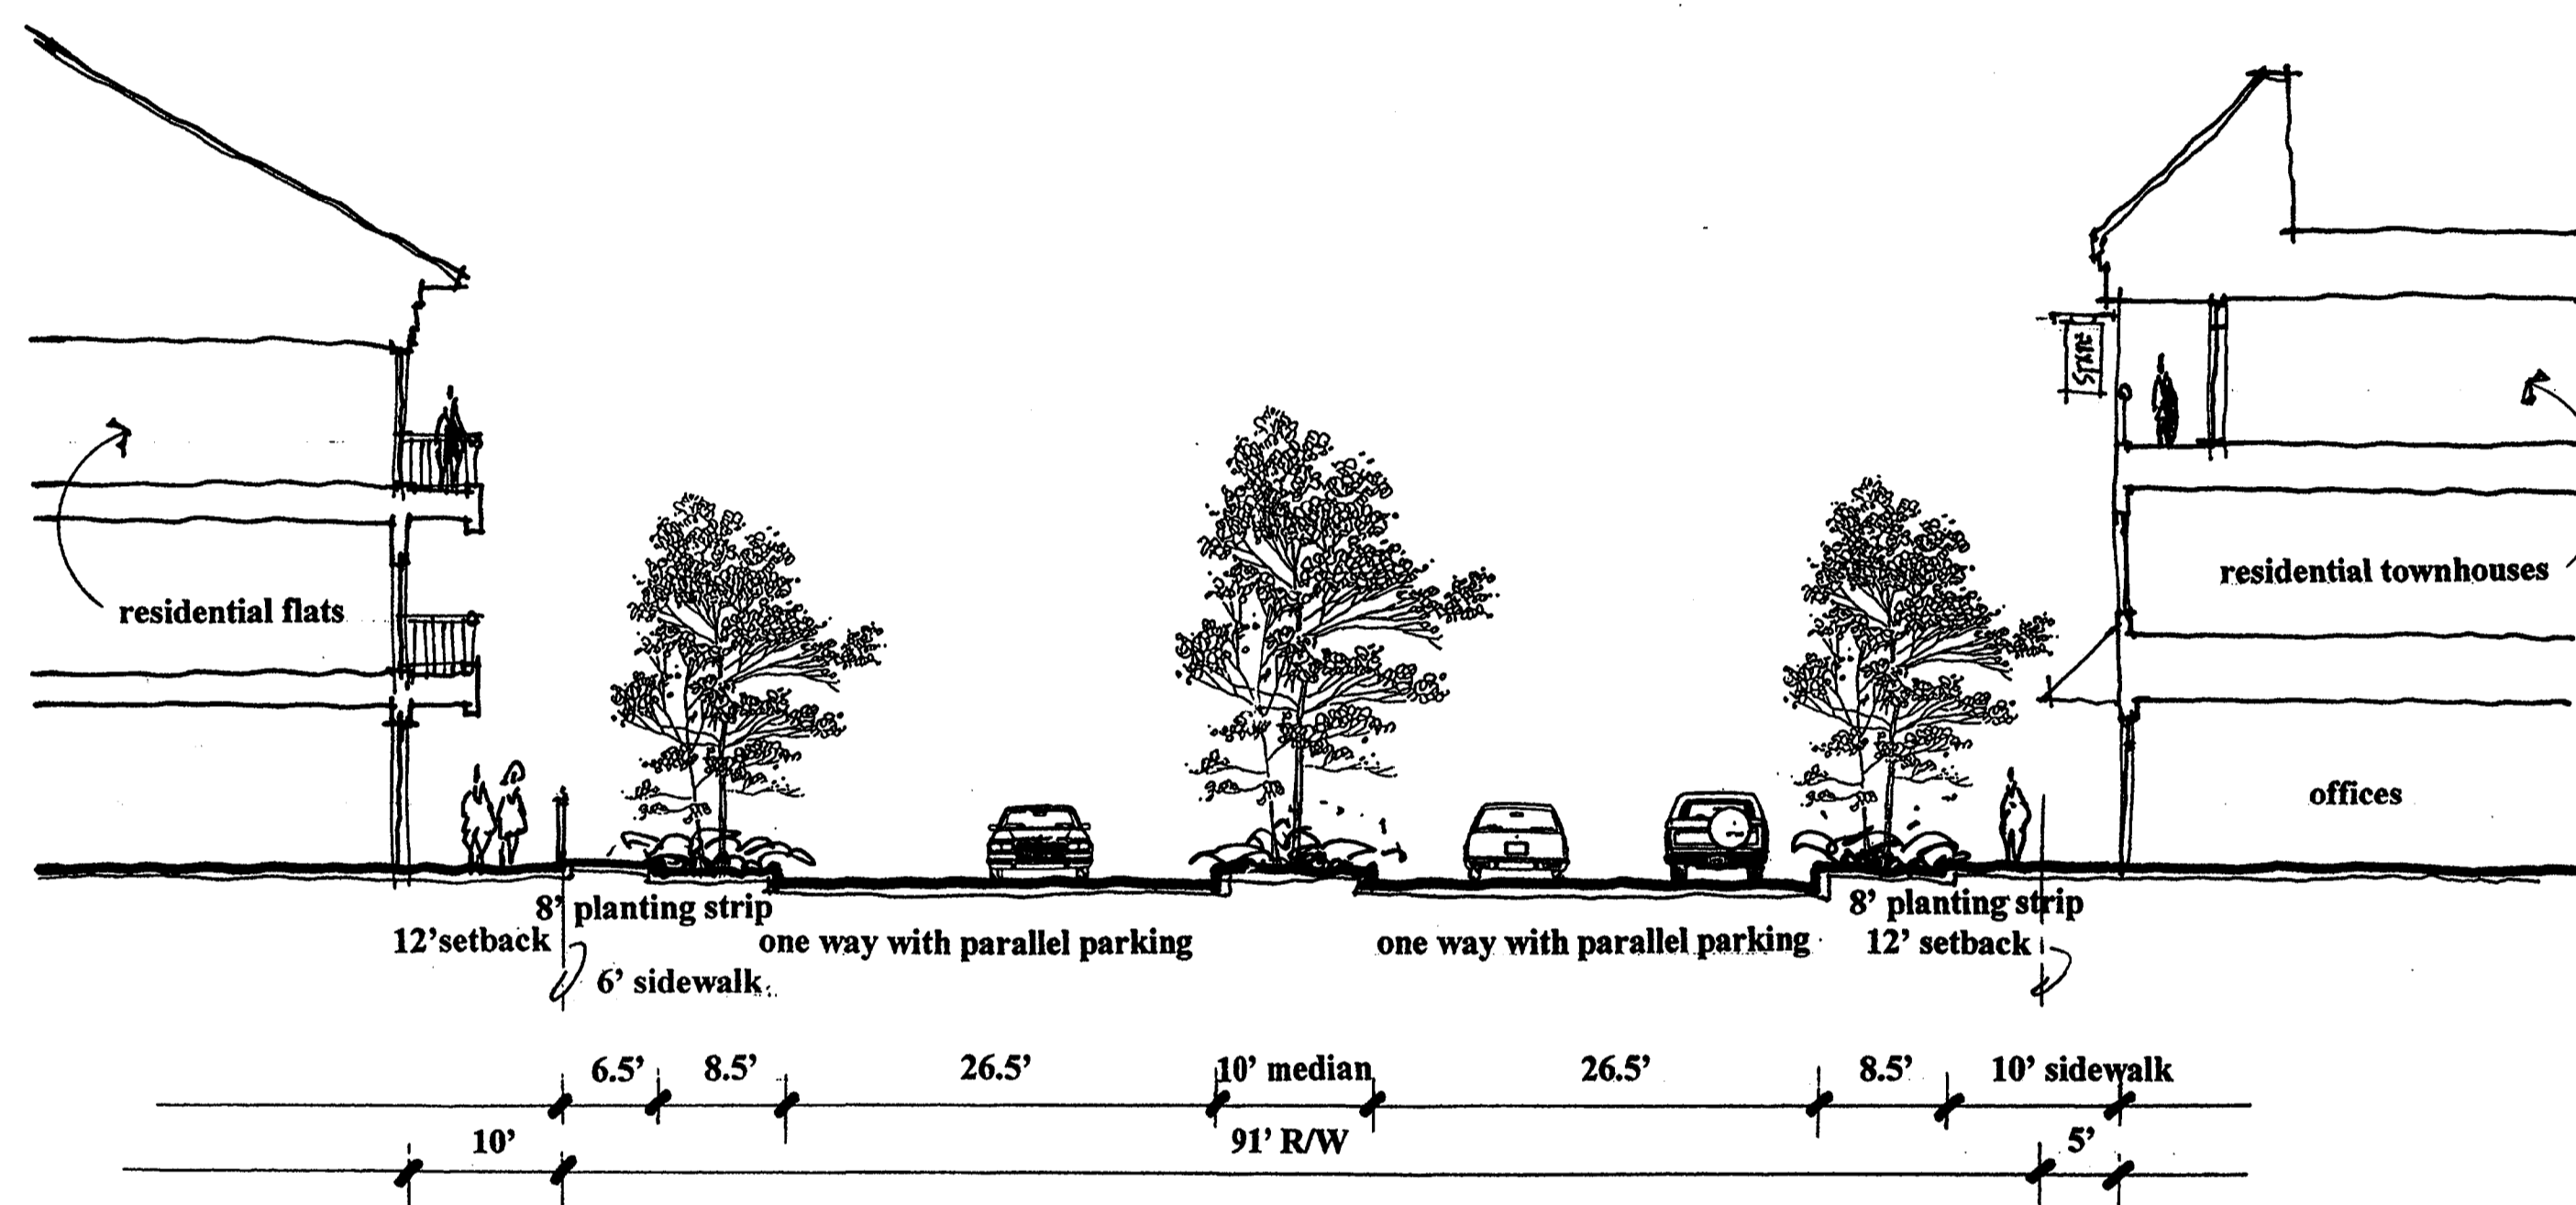 residential flats
residential townhouses
offices
8' planting strip
12'setback
6' sidewalk
one way with parallel parking
one way with parallel parking
8' planting strip
12' setback
6.5' 8.5' 26.5' 10' median 26.5' 8.5' 10' sidewalk
10' 91' R/W 5'